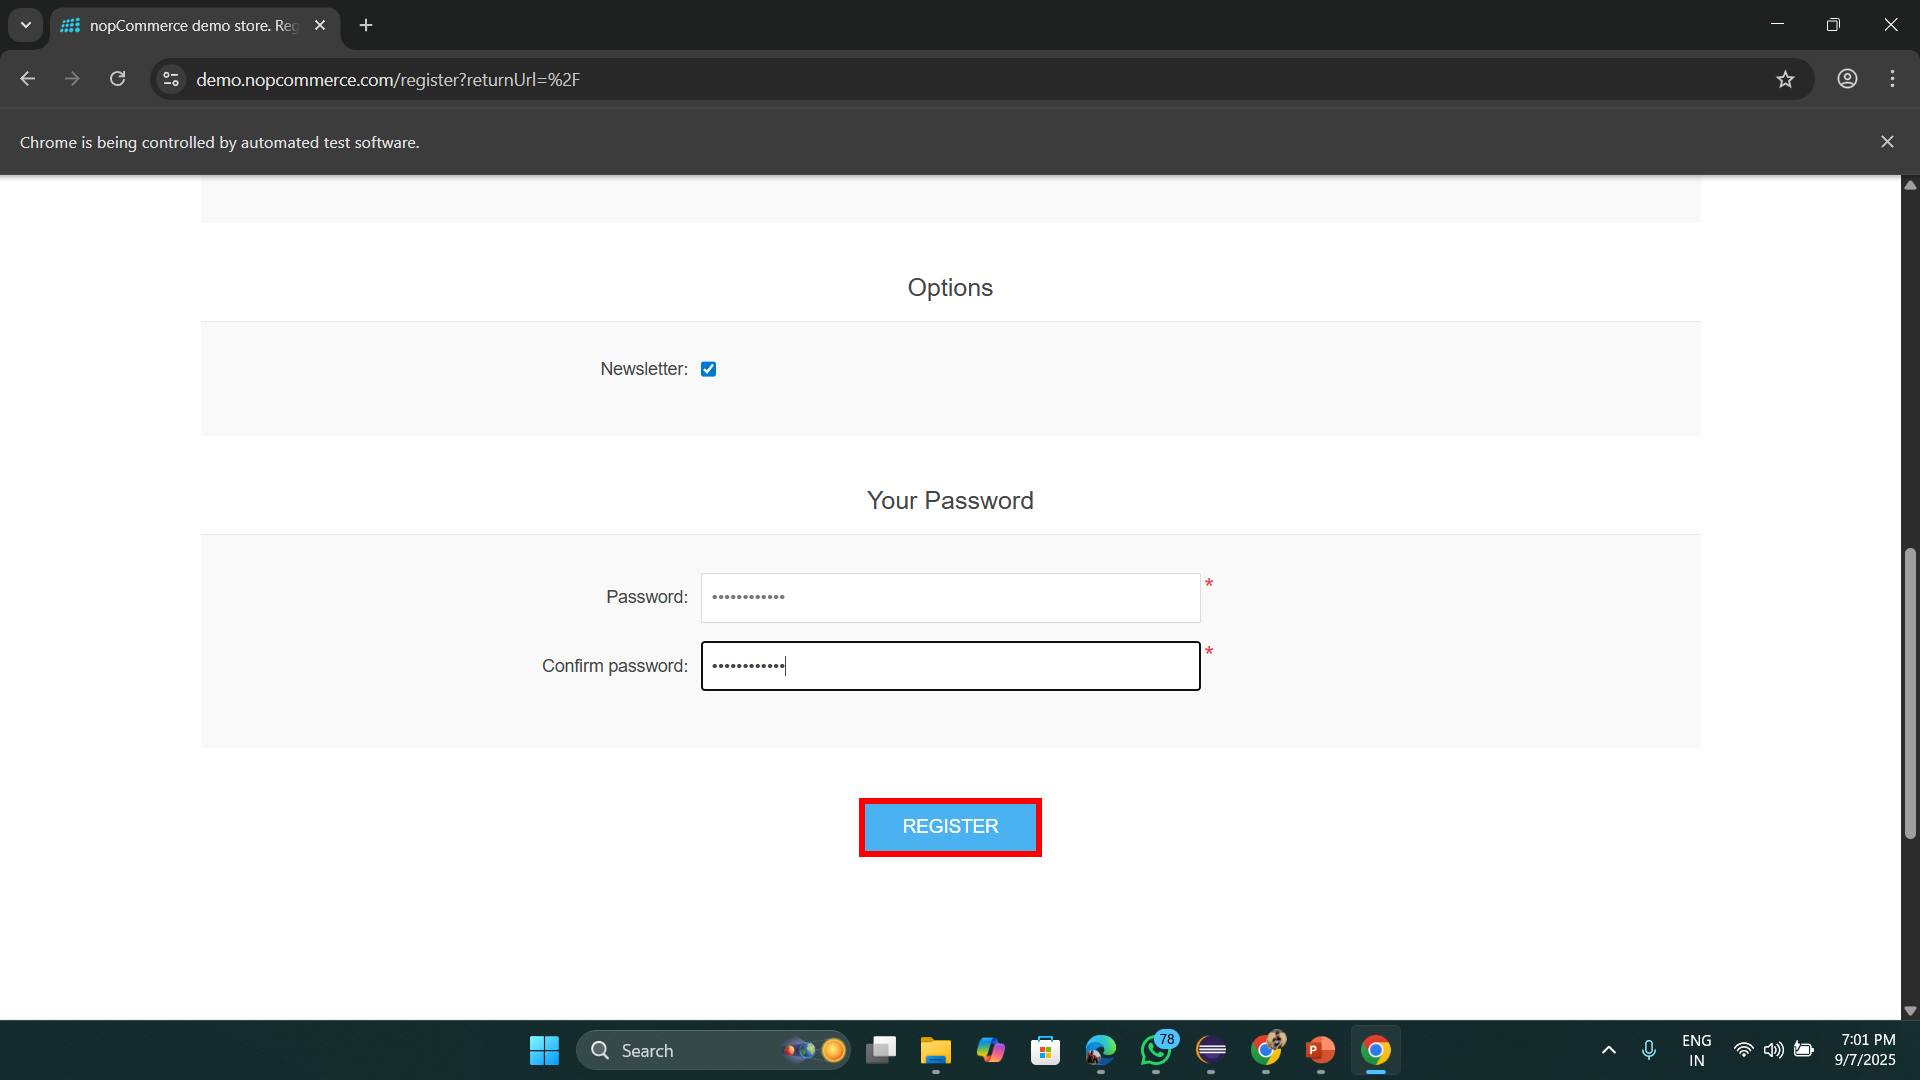 nopCommerce demo store. Reg
demo.nopcommerce.com/register?returnUrl=%2F
Chrome is being controlled by automated test software.
Options
Newsletter:
Your Password
Password: •••••••••••• *
Confirm password: •••••••••••• *
REGISTER
Search
78
ENG
IN
7:01 PM
9/7/2025